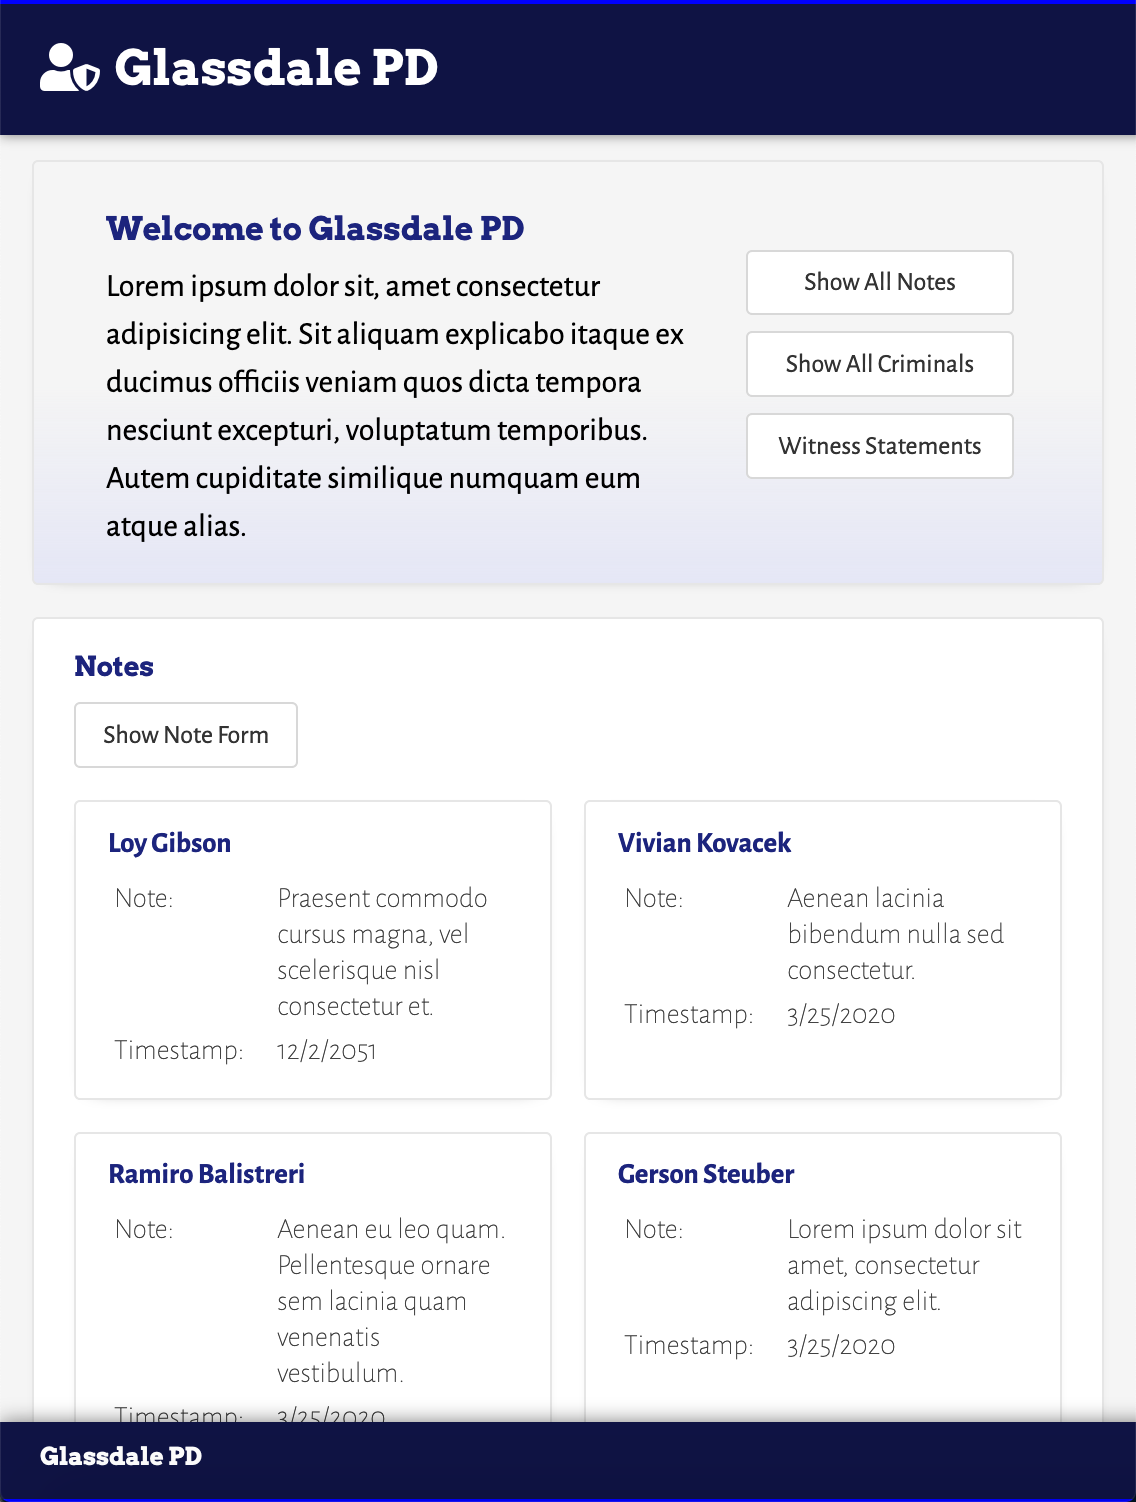 Glassdale PD
Welcome to Glassdale PD
Lorem ipsum dolor sit, amet consectetur
adipisicing elit. Sit aliquam explicabo itaque ex
ducimus officiis veniam quos dicta tempora
nesciunt excepturi, voluptatum temporibus.
Autem cupiditate similique numquam eum
atque alias.
Show All Notes
Show All Criminals
Witness Statements
Notes
Show Note Form
Loy Gibson
Note: Praesent commodo
cursus magna, vel
scelerisque nisl
consectetur et.
Timestamp: 12/2/2051
Vivian Kovacek
Note: Aenean lacinia
bibendum nulla sed
consectetur.
Timestamp: 3/25/2020
Ramiro Balistreri
Note: Aenean eu leo quam.
Pellentesque ornare
sem lacinia quam
venenatis
vestibulum.
Timestamp: 3/25/2020
Gerson Steuber
Note: Lorem ipsum dolor sit
amet, consectetur
adipiscing elit.
Timestamp: 3/25/2020
Glassdale PD